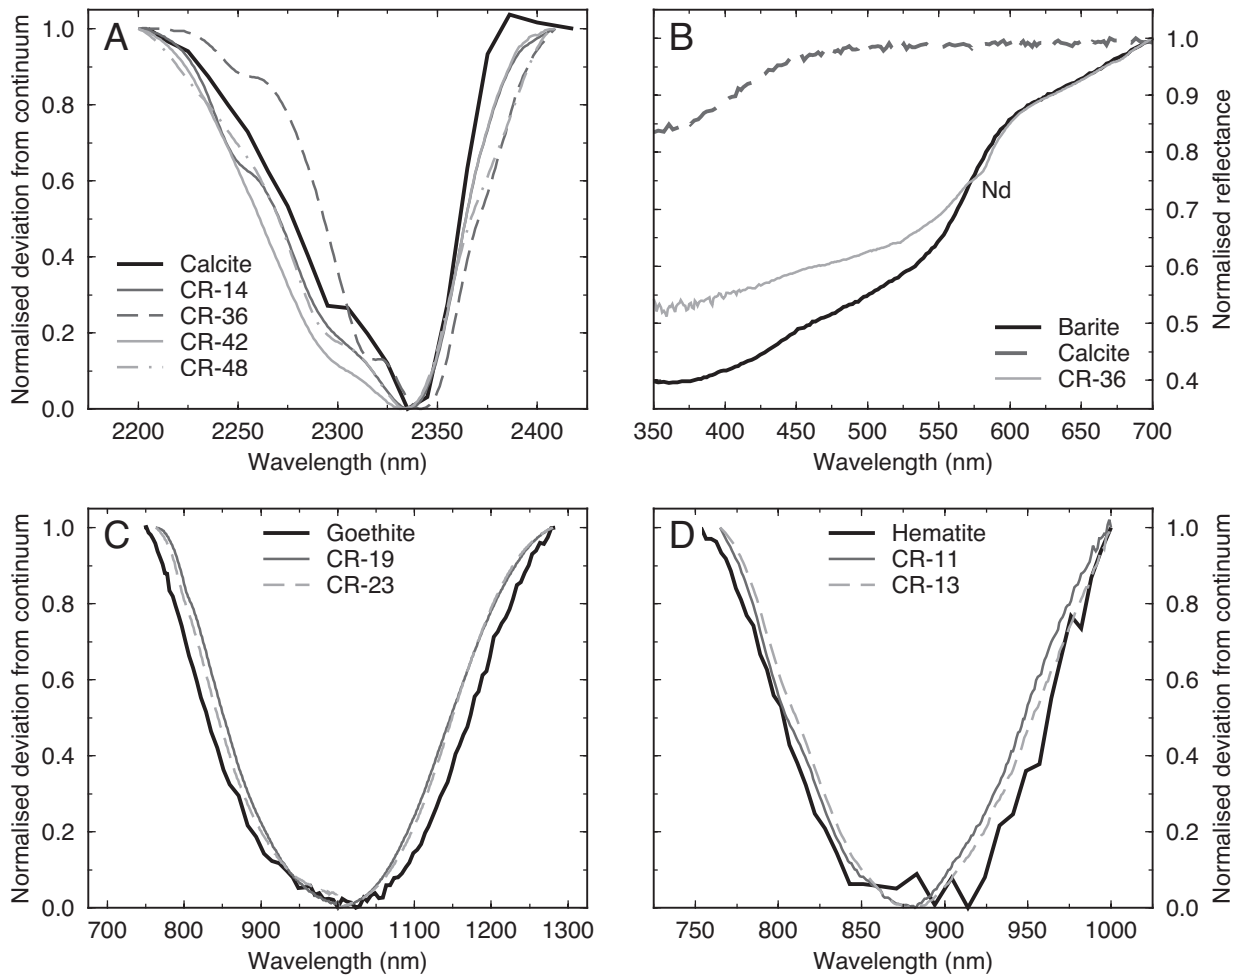 A
Normalised deviation from continuum
1.0
0.8
0.6
0.4
0.2
0.0
Calcite
CR-14
CR-36
CR-42
CR-48
2200 2250 2300 2350 2400
Wavelength (nm)
B
Nd
Barite
Calcite
CR-36
1.0
0.9
0.8
0.7
0.6
0.5
0.4
Normalised reflectance
350 400 450 500 550 600 650 700
Wavelength (nm)
C
Normalised deviation from continuum
1.0
0.8
0.6
0.4
0.2
0.0
Goethite
CR-19
CR-23
700 800 900 1000 1100 1200 1300
Wavelength (nm)
D
Hematite
CR-11
CR-13
1.0
0.8
0.6
0.4
0.2
0.0
Normalised deviation from continuum
750 800 850 900 950 1000
Wavelength (nm)